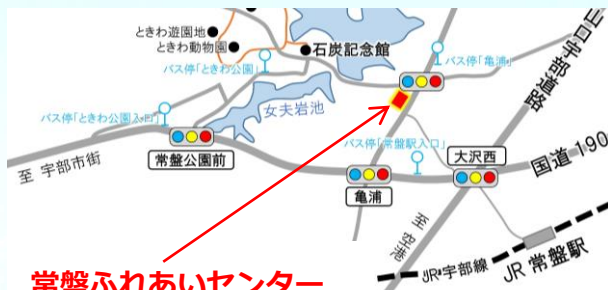 ときわ遊園地
ときわ動物園
石炭記念館
バス停「ときわ公園」
バス停「亀浦」
山口宇部道路
女夫岩池
バス停「ときわ公園入口」
常盤公園前
至 宇部市街
バス停「常盤駅入口」
大沢西
国道190
亀浦
至 空港
JR・宇部線
JR 常盤駅
常盤ふれあいセンター